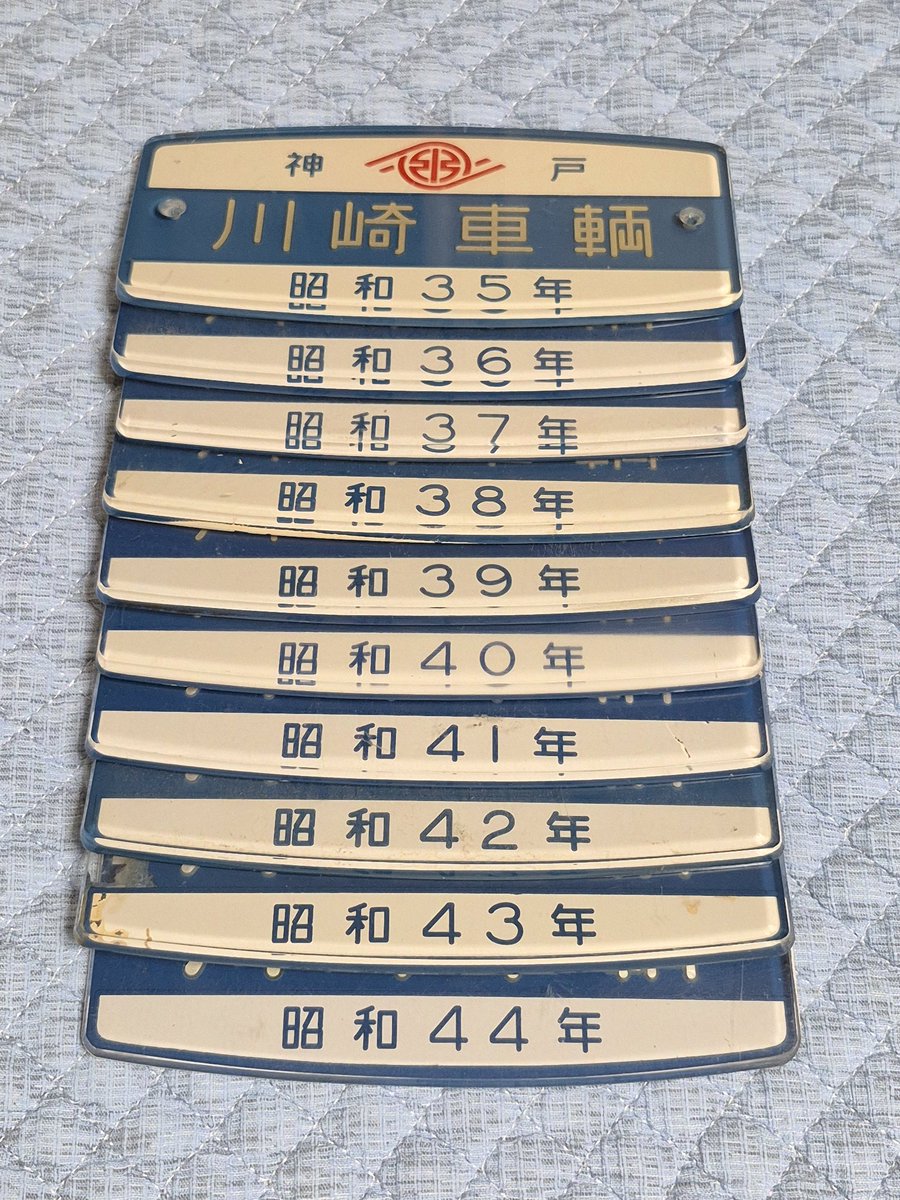 神 戸
川崎車輌
昭和35年
昭和36年
昭和37年
昭和38年
昭和39年
昭和40年
昭和41年
昭和42年
昭和43年
昭和44年